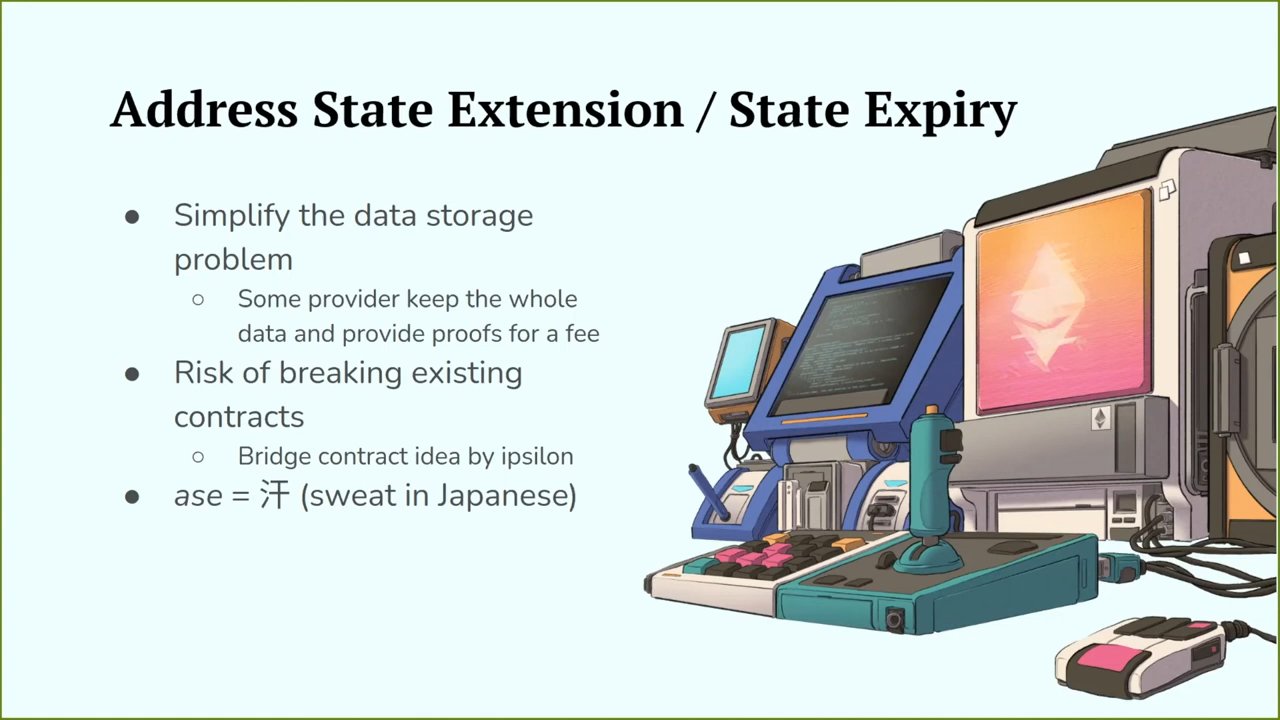 Address State Extension / State Expiry
● Simplify the data storage
problem
○ Some provider keep the whole
data and provide proofs for a fee
● Risk of breaking existing
contracts
○ Bridge contract idea by ipsilon
● ase = 汗 (sweat in Japanese)